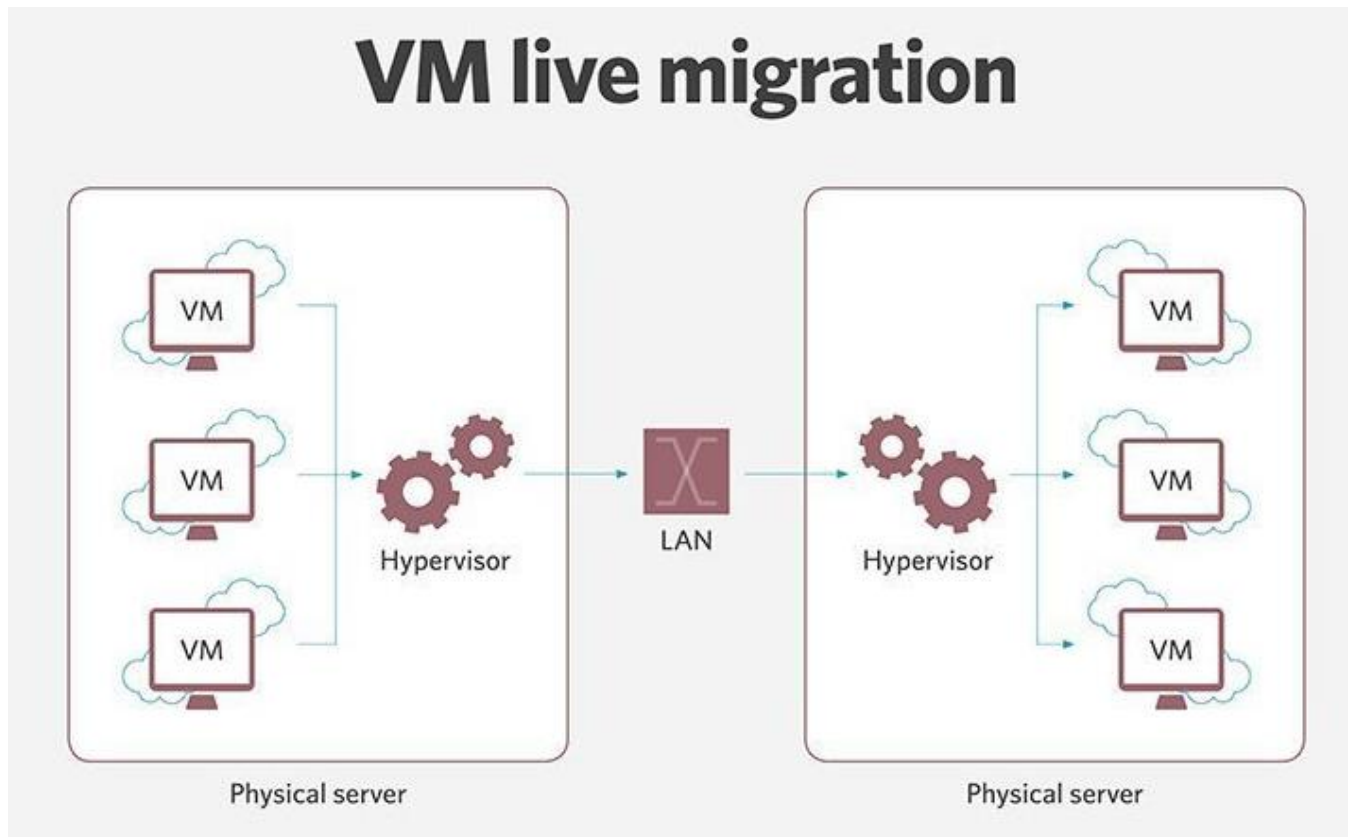 VM live migration
VM
VM
VM
Hypervisor
Physical server
LAN
Hypervisor
VM
VM
VM
Physical server